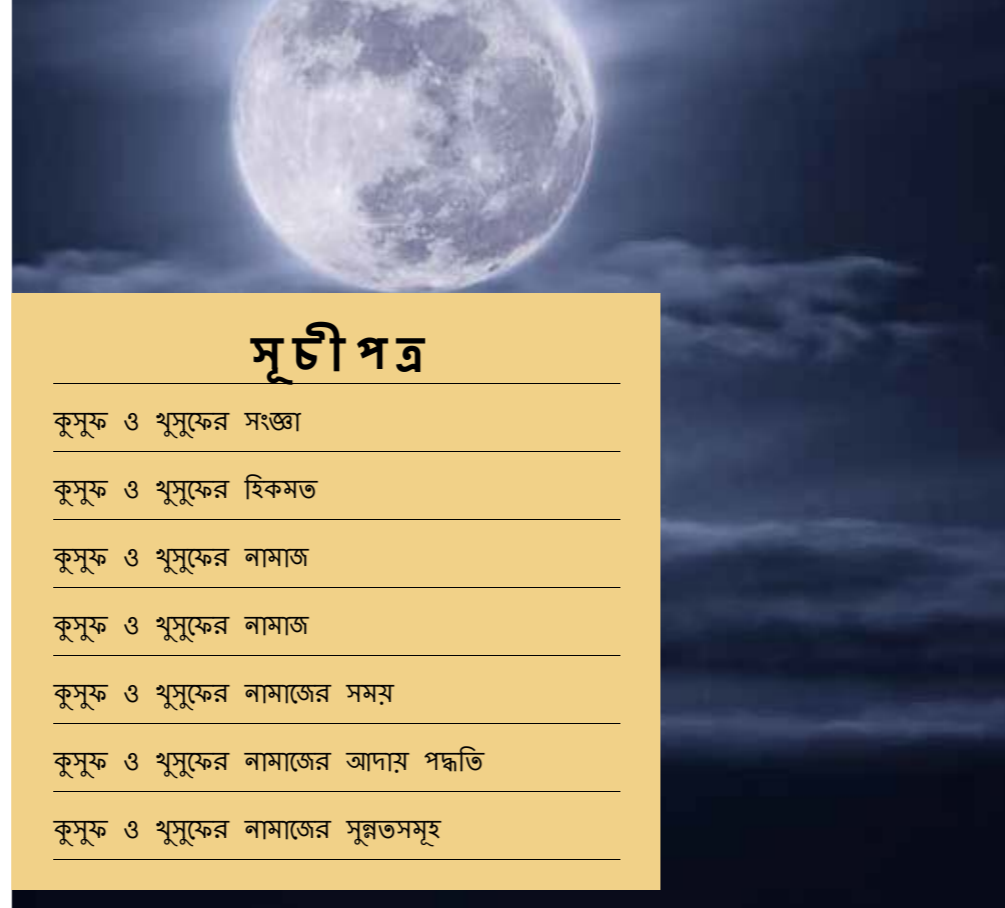 সূচীপত্র
কুসুফ ও খুসুফের সংজ্ঞা
কুসুফ ও খুসুফের হিকমত
কুসুফ ও খুসুফের নামাজ
কুসুফ ও খুসুফের নামাজ
কুসুফ ও খুসুফের নামাজের সময়
কুসুফ ও খুসুফের নামাজের আদায় পদ্ধতি
কুসুফ ও খুসুফের নামাজের সুন্নতসমূহ